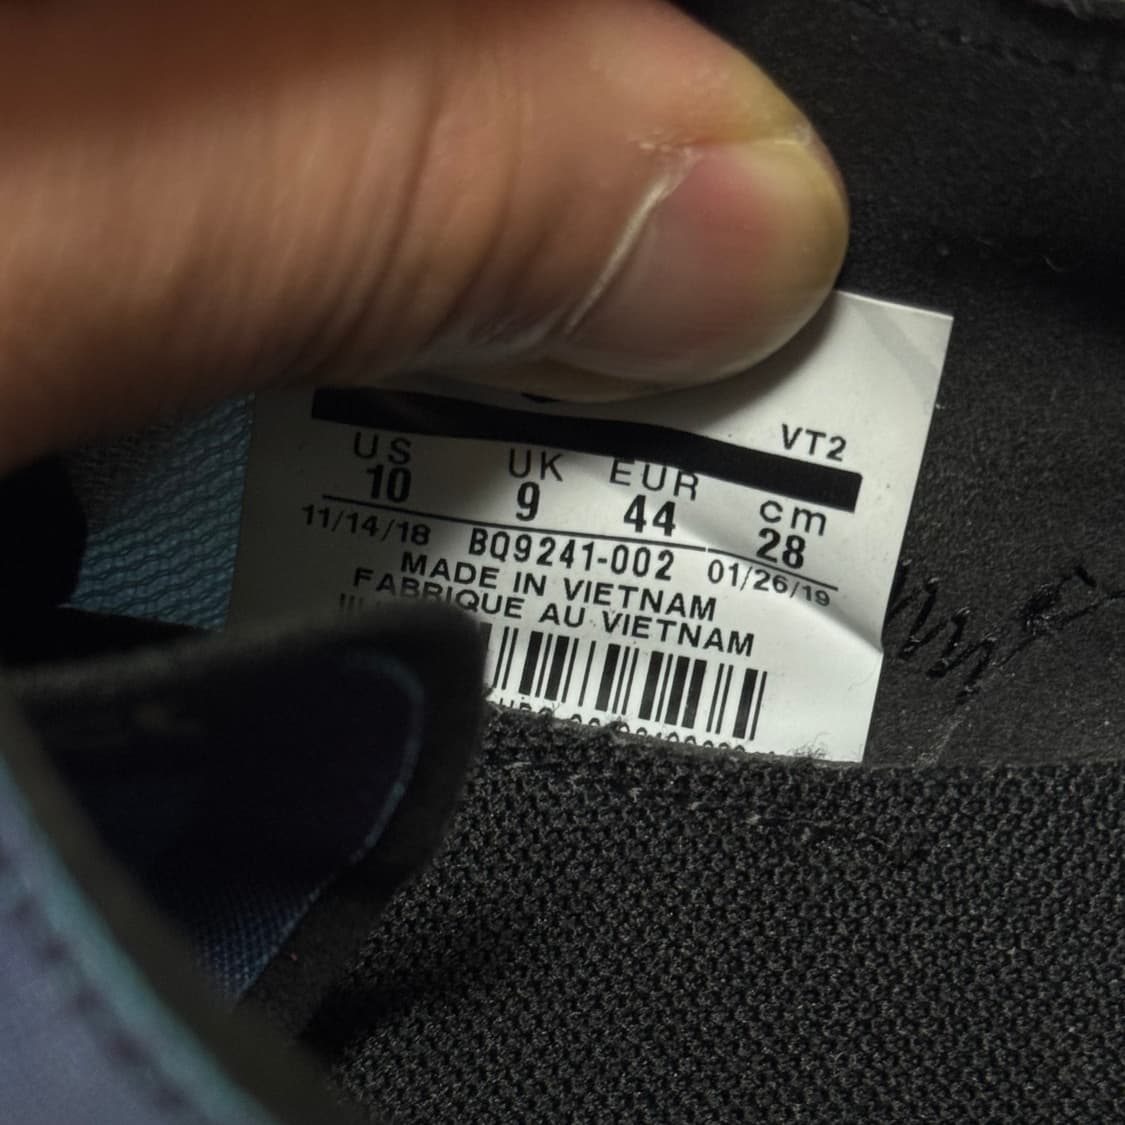 VT2
US UK EUR cm
10 9 44 28
11/14/18 BQ9241-002 01/26/19
MADE IN VIETNAM
FABRIQUE AU VIETNAM